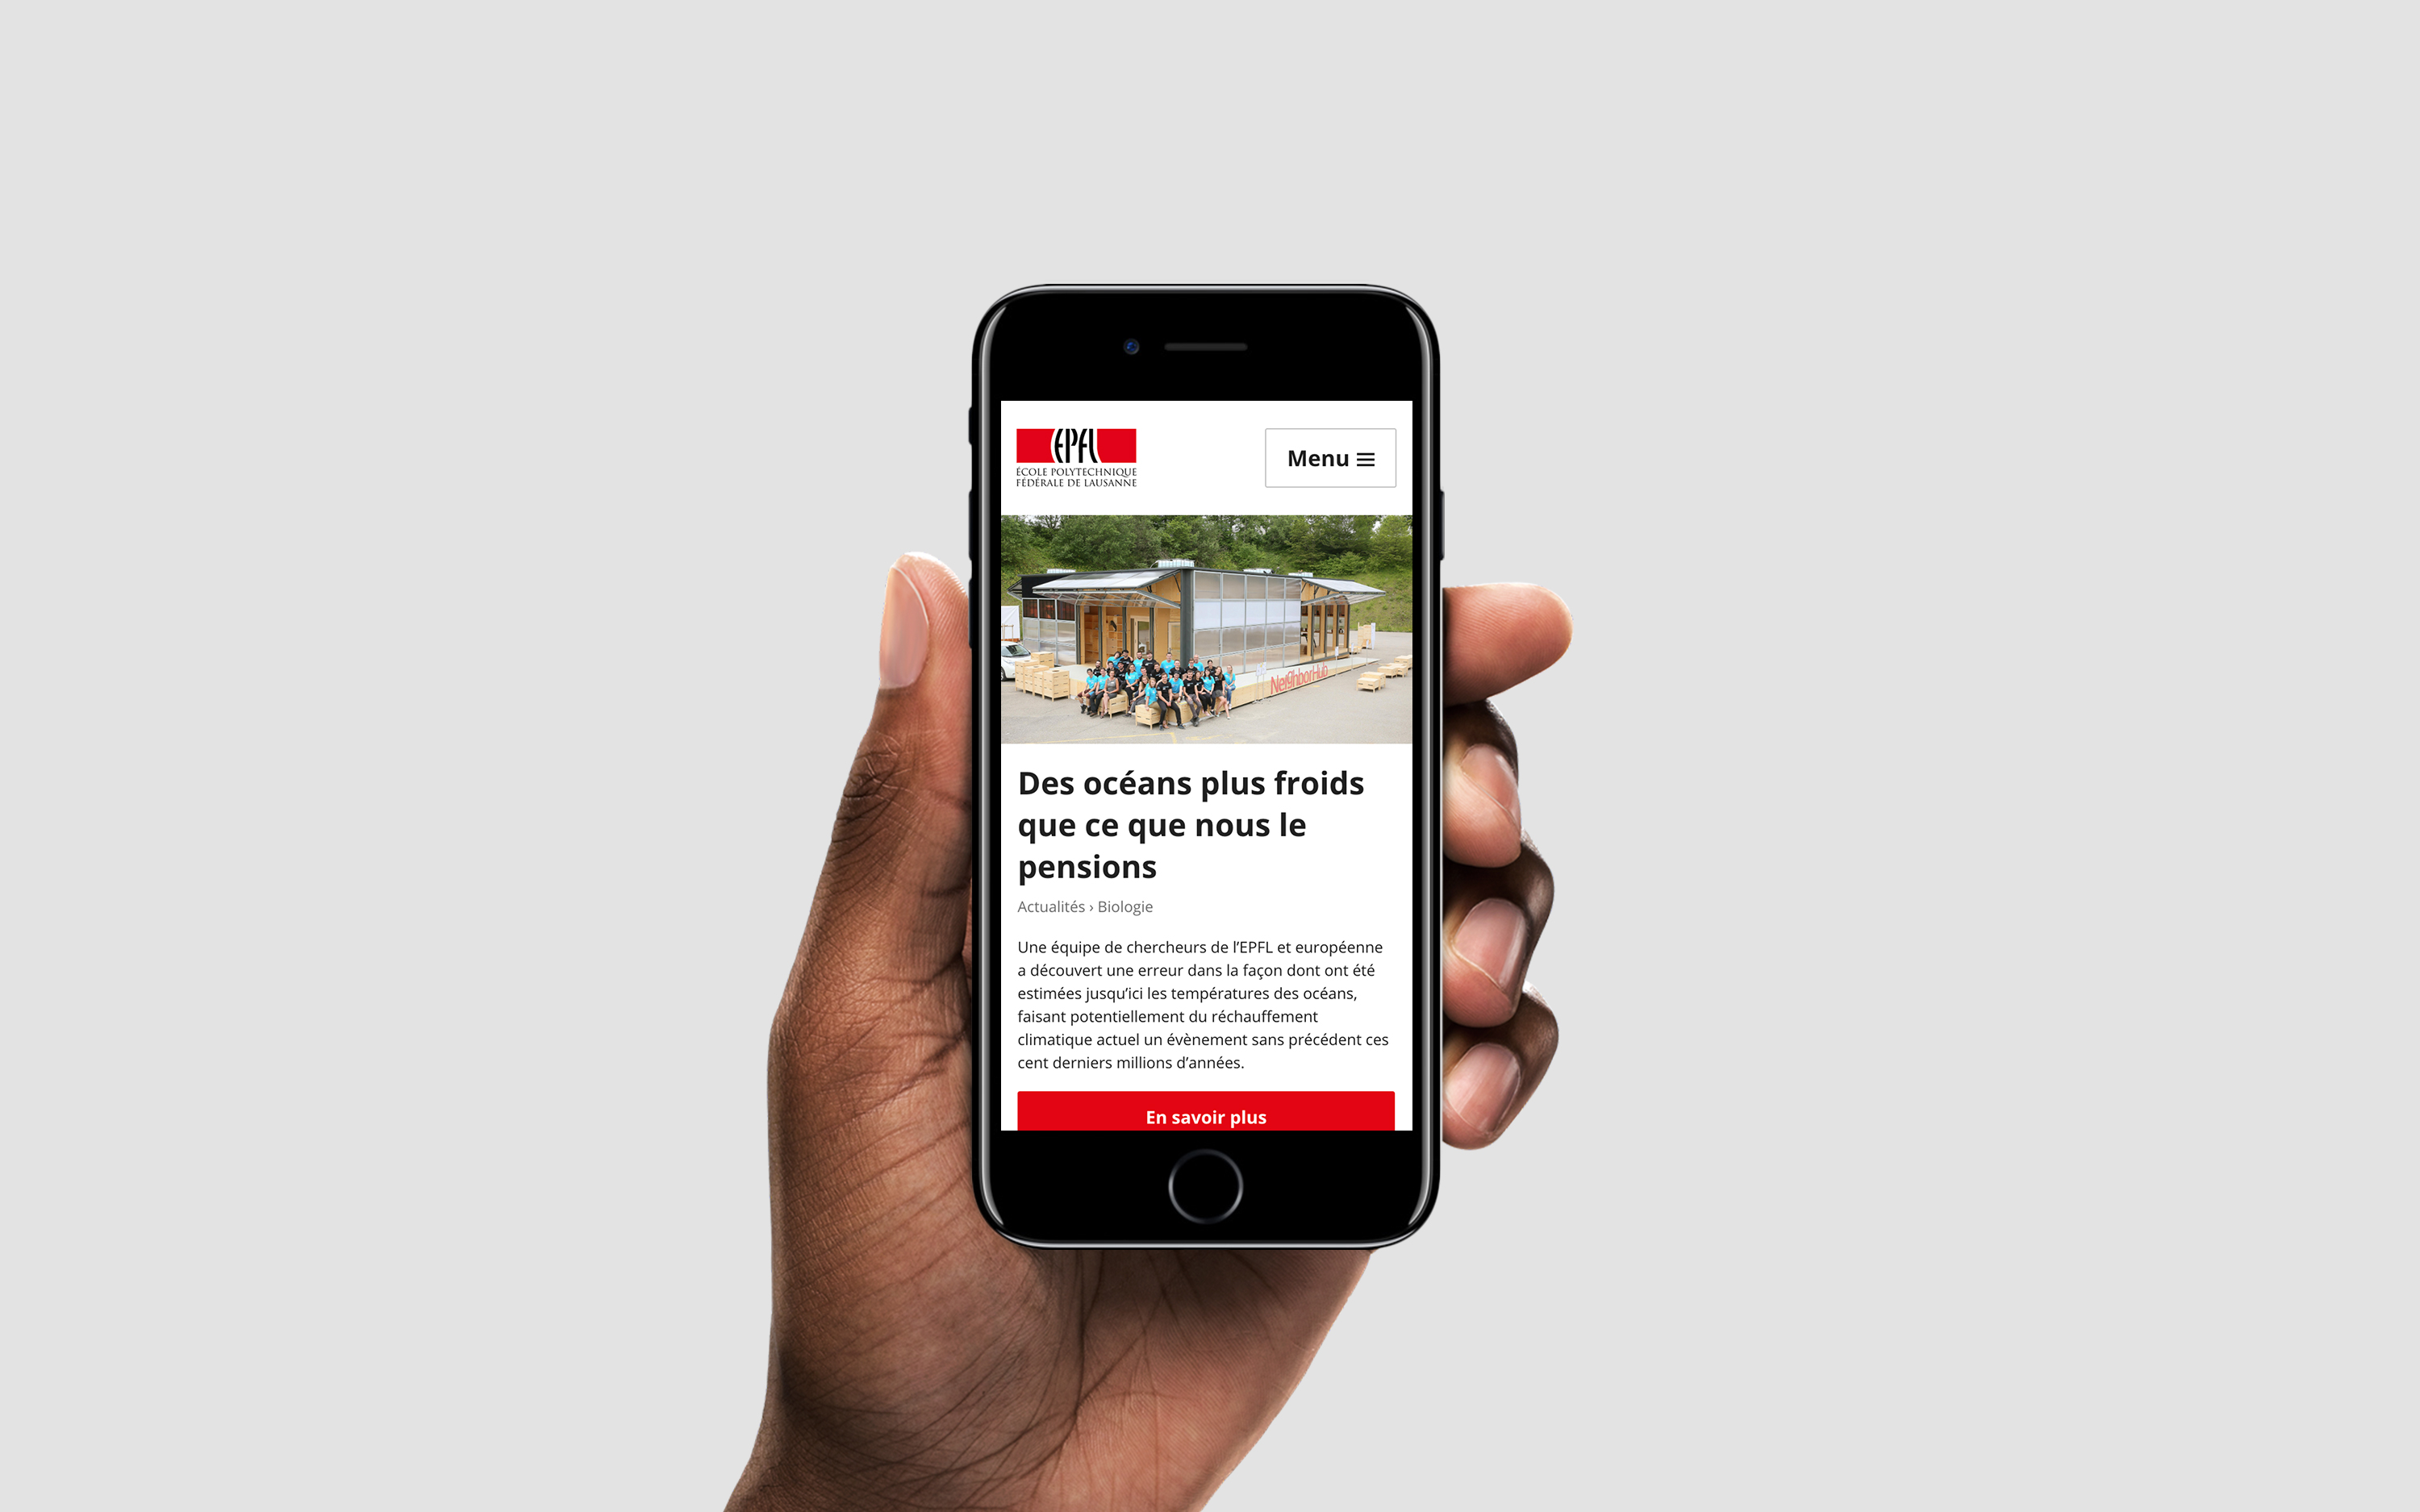 EPFL
ÉCOLE POLYTECHNIQUE
FÉDÉRALE DE LAUSANNE
Menu
NeighborHub
Des océans plus froids
que ce que nous le
pensions
Actualités › Biologie
Une équipe de chercheurs de l’EPFL et européenne
a découvert une erreur dans la façon dont ont été
estimées jusqu’ici les températures des océans,
faisant potentiellement du réchauffement
climatique actuel un évènement sans précédent ces
cent derniers millions d’années.
En savoir plus